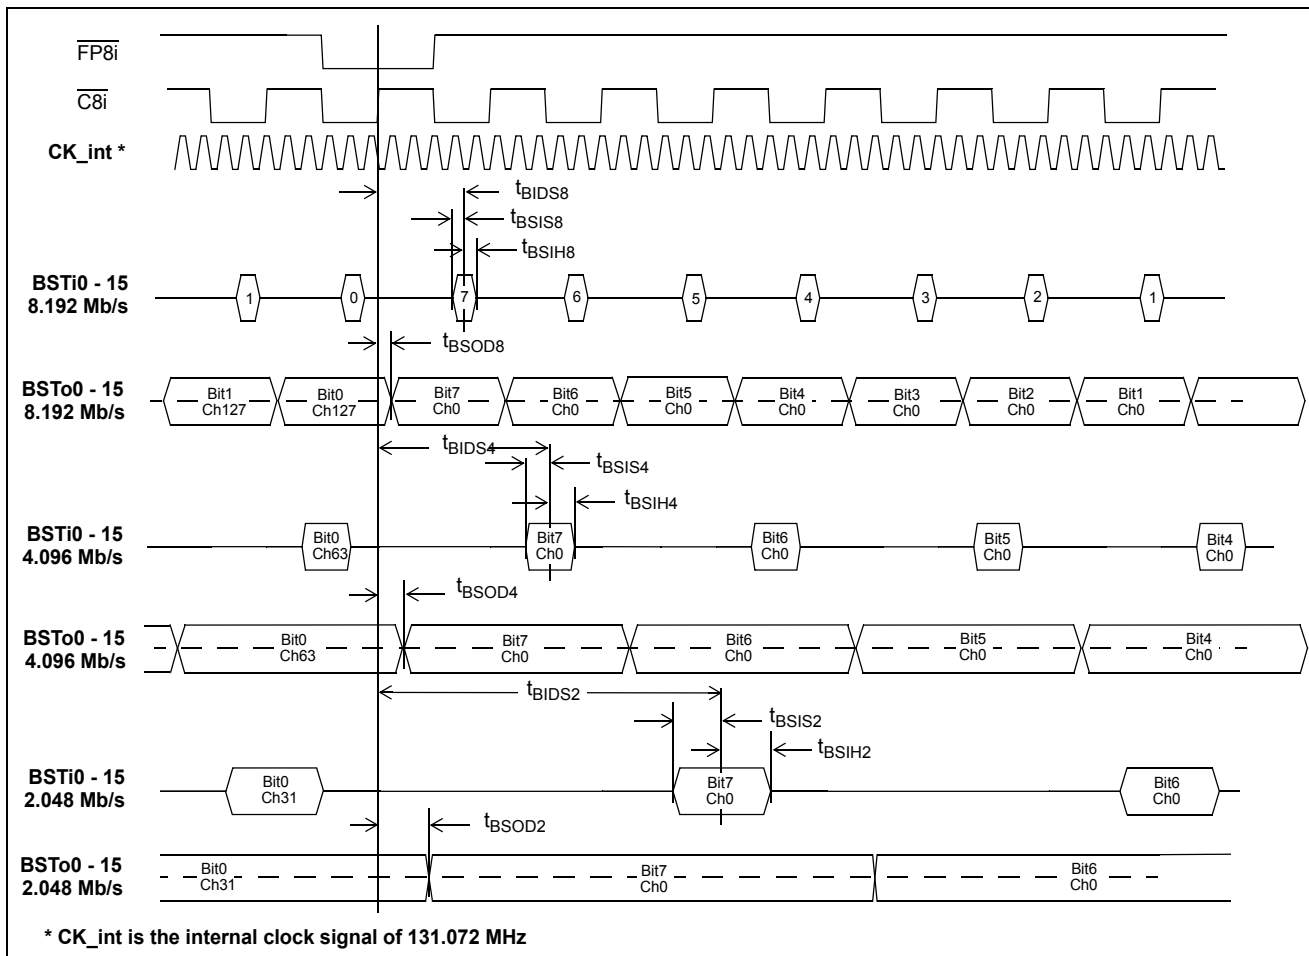 FP8i
C8i
CK_int *
tBIDS8
tBSIS8
tBSIH8
BSTi0 - 15
8.192 Mb/s
1 0 7 6 5 4 3 2 1
tBSOD8
BSTo0 - 15
8.192 Mb/s
Bit1 Bit0 Bit7 Bit6 Bit5 Bit4 Bit3 Bit2 Bit1
Ch127 Ch127 Ch0 Ch0 Ch0 Ch0 Ch0 Ch0 Ch0
tBIDS4
tBSIS4
tBSIH4
BSTi0 - 15
4.096 Mb/s
Bit0 Bit7 Bit6 Bit5 Bit4
Ch63 Ch0 Ch0 Ch0 Ch0
tBSOD4
BSTo0 - 15
4.096 Mb/s
Bit0 Bit7 Bit6 Bit5 Bit4
Ch63 Ch0 Ch0 Ch0 Ch0
tBIDS2
tBSIS2
tBSIH2
BSTi0 - 15
2.048 Mb/s
Bit0 Bit7 Bit6
Ch31 Ch0 Ch0
tBSOD2
BSTo0 - 15
2.048 Mb/s
Bit0 Bit7 Bit6
Ch31 Ch0 Ch0
* CK_int is the internal clock signal of 131.072 MHz